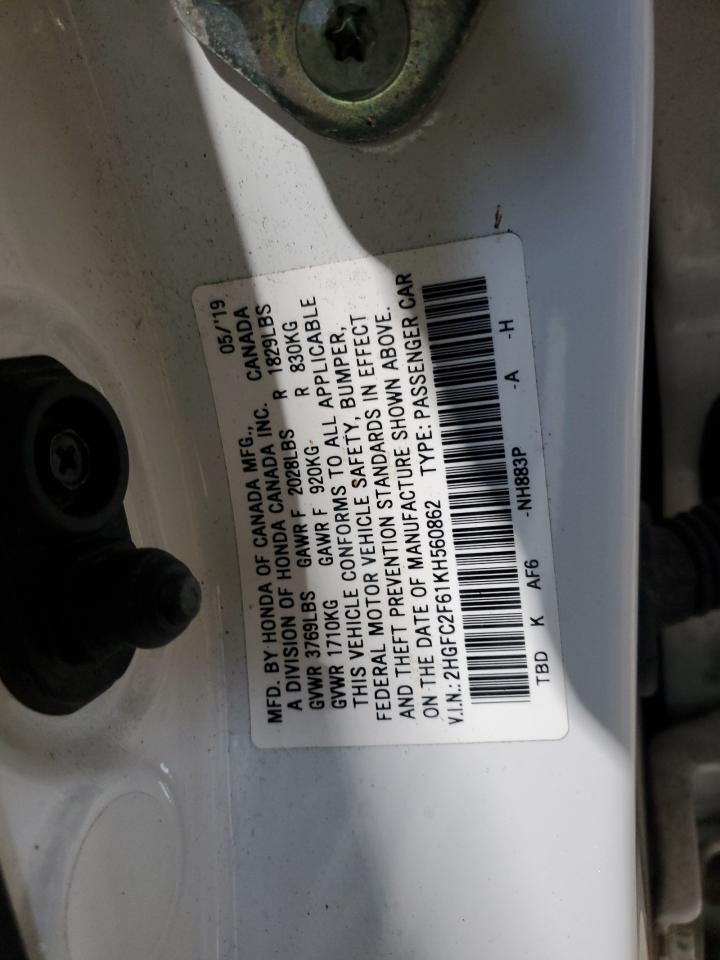 05/'19
MFD. BY HONDA OF CANADA MFG.,
A DIVISION OF HONDA CANADA INC. CANADA
GVWR 3769LBS GAWR F 2028LBS R 1829LBS
GVWR 1710KG GAWR F 920KG R 830KG
THIS VEHICLE CONFORMS TO ALL APPLICABLE
FEDERAL MOTOR VEHICLE SAFETY, BUMPER,
AND THEFT PREVENTION STANDARDS IN EFFECT
ON THE DATE OF MANUFACTURE SHOWN ABOVE.
V.I.N.: 2HGFC2F61KH560862 TYPE: PASSENGER CAR
TBD K AF6 -NH883P -A -H